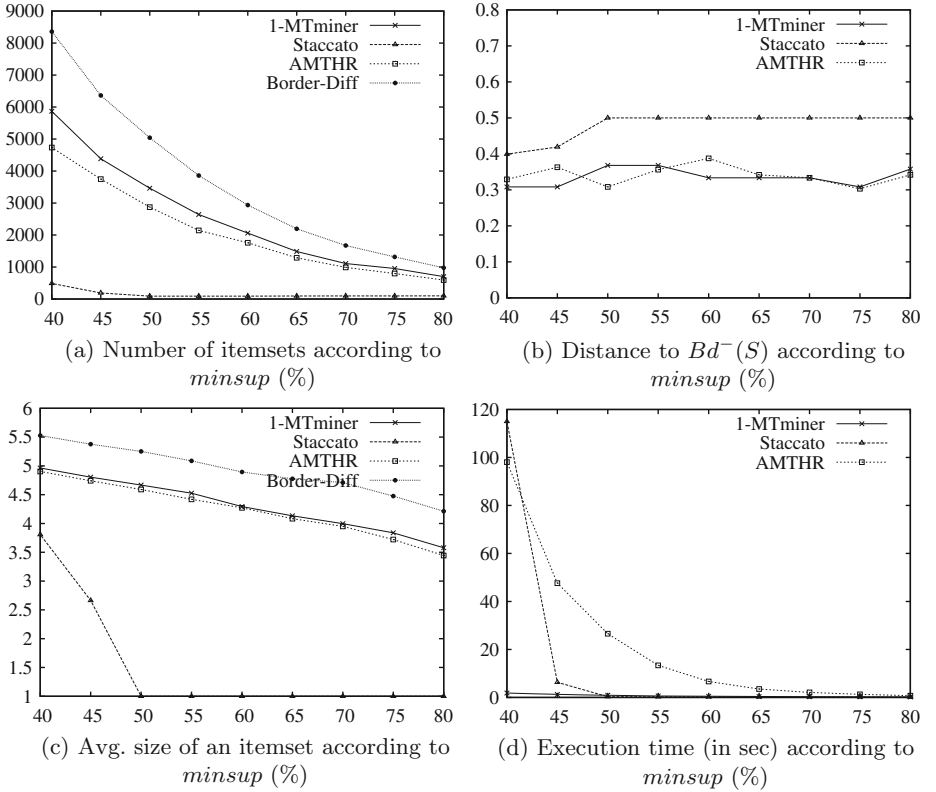 9000
8000
7000
6000
5000
4000
3000
2000
1000
0
1-MTminer
Staccato
AMTHR
Border-Diff
40 45 50 55 60 65 70 75 80
(a) Number of itemsets according to
minsup (%)
0.8
0.7
0.6
0.5
0.4
0.3
0.2
0.1
0
1-MTminer
Staccato
AMTHR
40 45 50 55 60 65 70 75 80
(b) Distance to Bd⁻(S) according to
minsup (%)
6
5.5
5
4.5
4
3.5
3
2.5
2
1.5
1
1-MTminer
Staccato
AMTHR
Border-Diff
40 45 50 55 60 65 70 75 80
(c) Avg. size of an itemset according to
minsup (%)
120
100
80
60
40
20
0
1-MTminer
Staccato
AMTHR
40 45 50 55 60 65 70 75 80
(d) Execution time (in sec) according to
minsup (%)